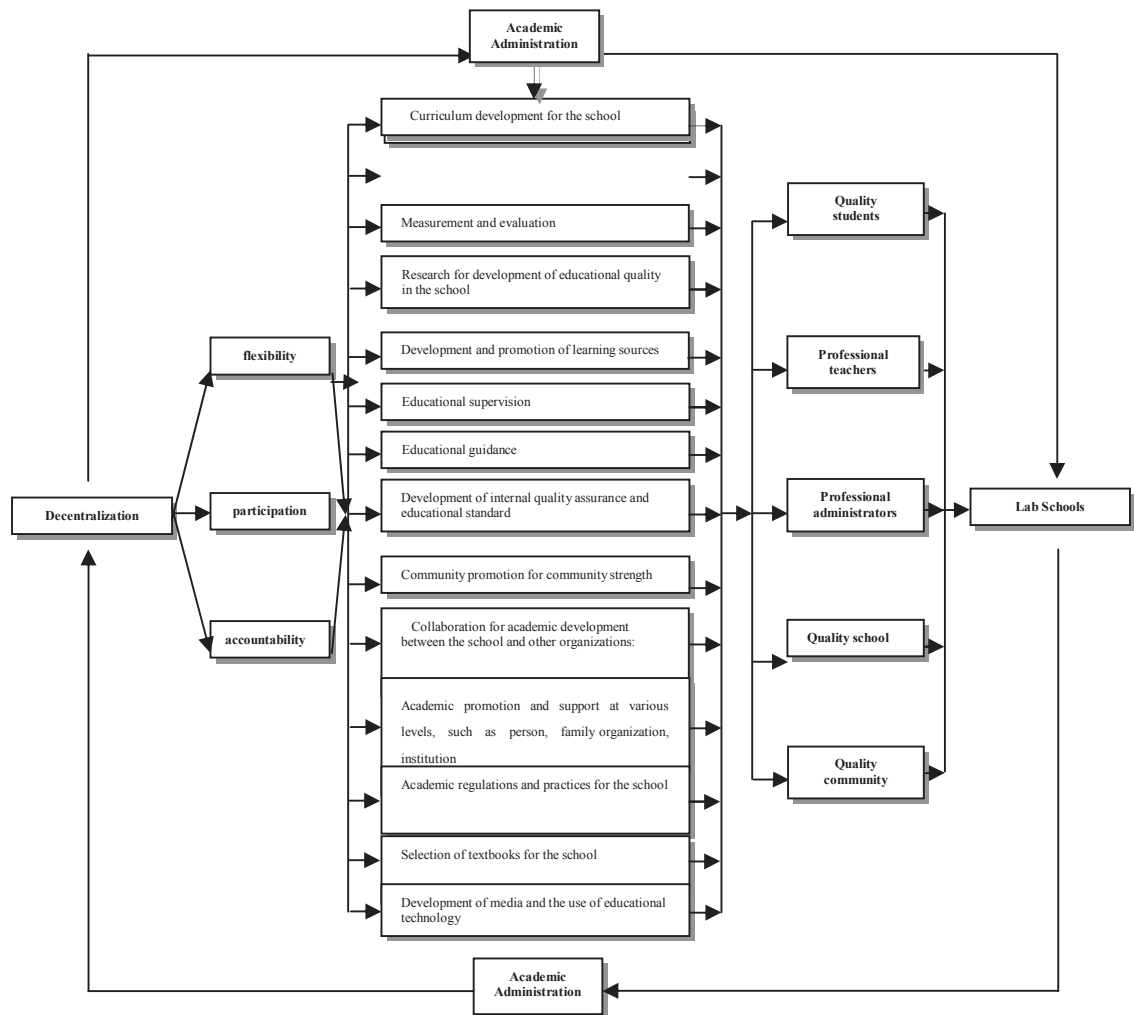 Academic
Administration
Curriculum development for the school
Measurement and evaluation
Research for development of educational quality
in the school
Development and promotion of learning sources
Educational supervision
Educational guidance
Development of internal quality assurance and
educational standard
Community promotion for community strength
Collaboration for academic development
between the school and other organizations:
Academic promotion and support at various
levels, such as person, family organization,
institution
Academic regulations and practices for the school
Selection of textbooks for the school
Development of media and the use of educational
technology
Decentralization
flexibility
participation
accountability
Quality
students
Professional
teachers
Professional
administrators
Quality school
Quality
community
Lab Schools
Academic
Administration